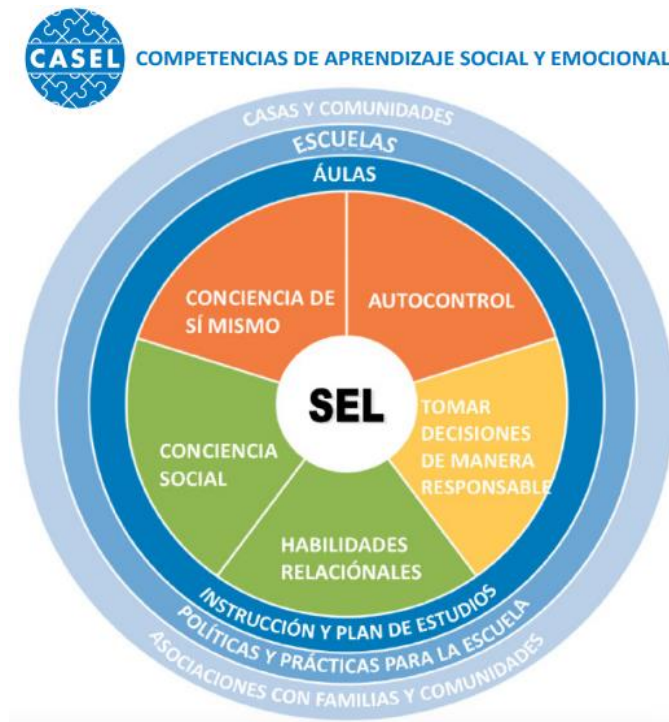 CASEL
COMPETENCIAS DE APRENDIZAJE SOCIAL Y EMOCIONAL
CASAS Y COMUNIDADES
ESCUELAS
ÁULAS
CONCIENCIA DE
SÍ MISMO
AUTOCONTROL
SEL
TOMAR
DECISIONES
DE MANERA
RESPONSABLE
CONCIENCIA
SOCIAL
HABILIDADES
RELACIÓNALES
INSTRUCCIÓN Y PLAN DE ESTUDIOS
POLÍTICAS Y PRÁCTICAS PARA LA ESCUELA
ASOCIACIONES CON FAMILIAS Y COMUNIDADES